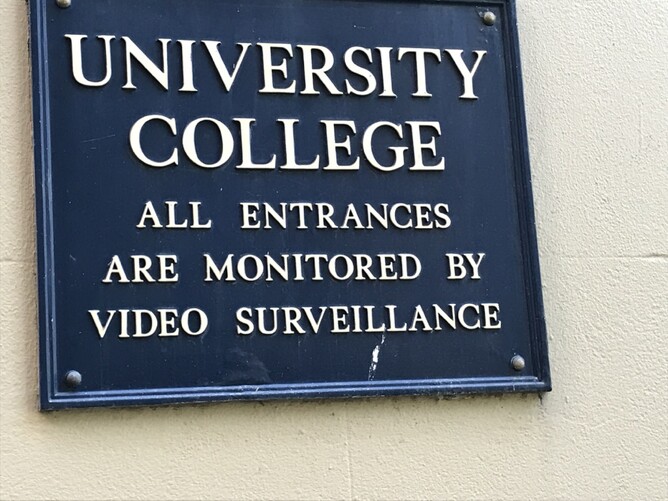 UNIVERSITY
COLLEGE
ALL ENTRANCES
ARE MONITORED BY
VIDEO SURVEILLANCE